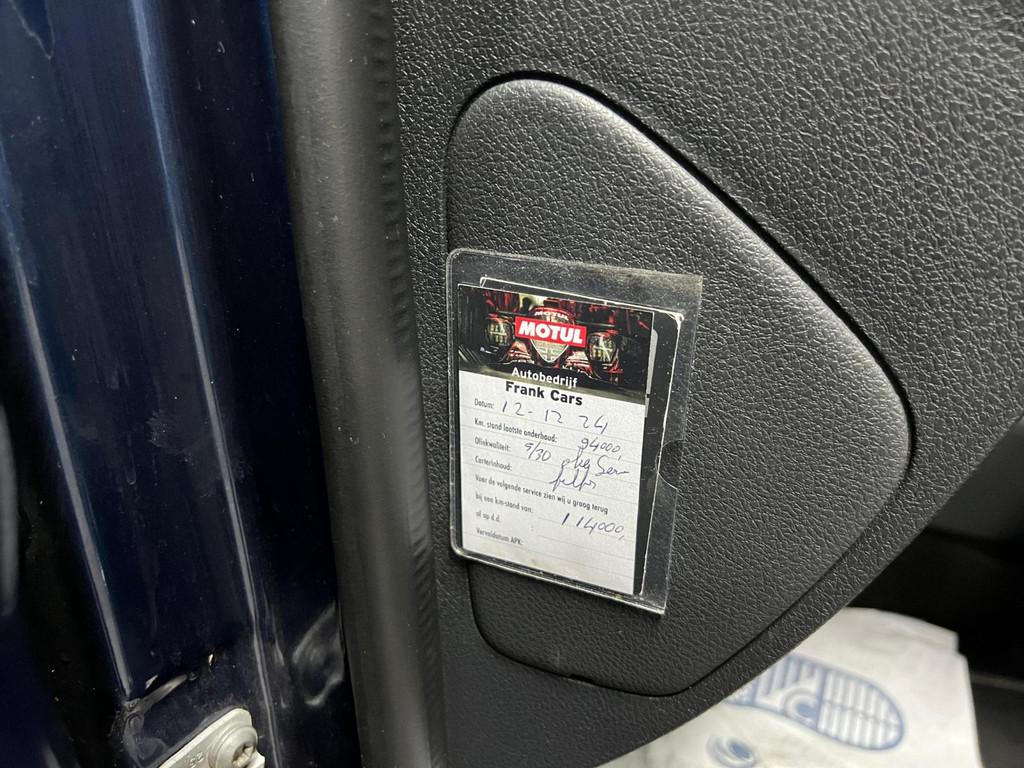 MOTUL
Autobedrijf
Frank Cars
Datum: 12-12 24
Km. stand laatste onderhoud: 94000,
Oliekwaliteit: 5/30
Carterinhoud:
Voor de volgende service zien wij u graag terug
bij een km-stand van: 114000,
of op d.d.
Vervaldatum APK: